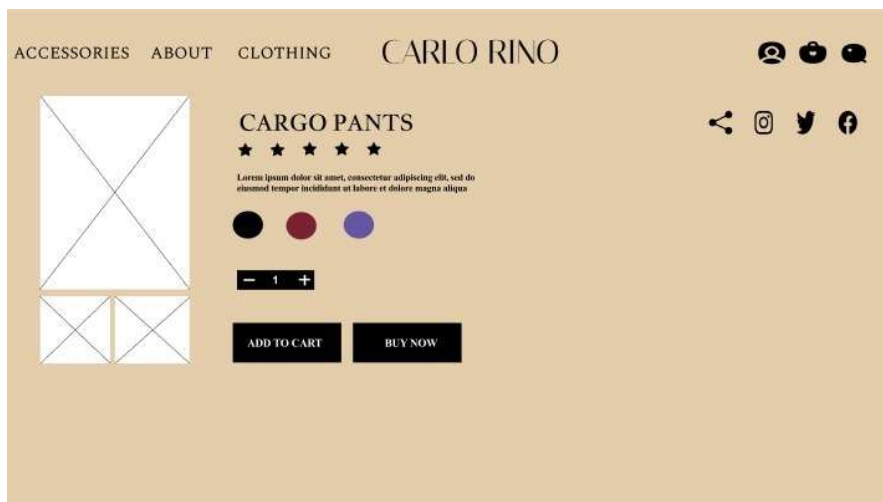 ACCESSORIES ABOUT CLOTHING CARLO RINO
CARGO PANTS
Lorem ipsum dolor sit amet, consectetur adipiscing elit, sed do
eiusmod tempor incididunt ut labore et dolore magna aliqua
− 1 +
ADD TO CART BUY NOW